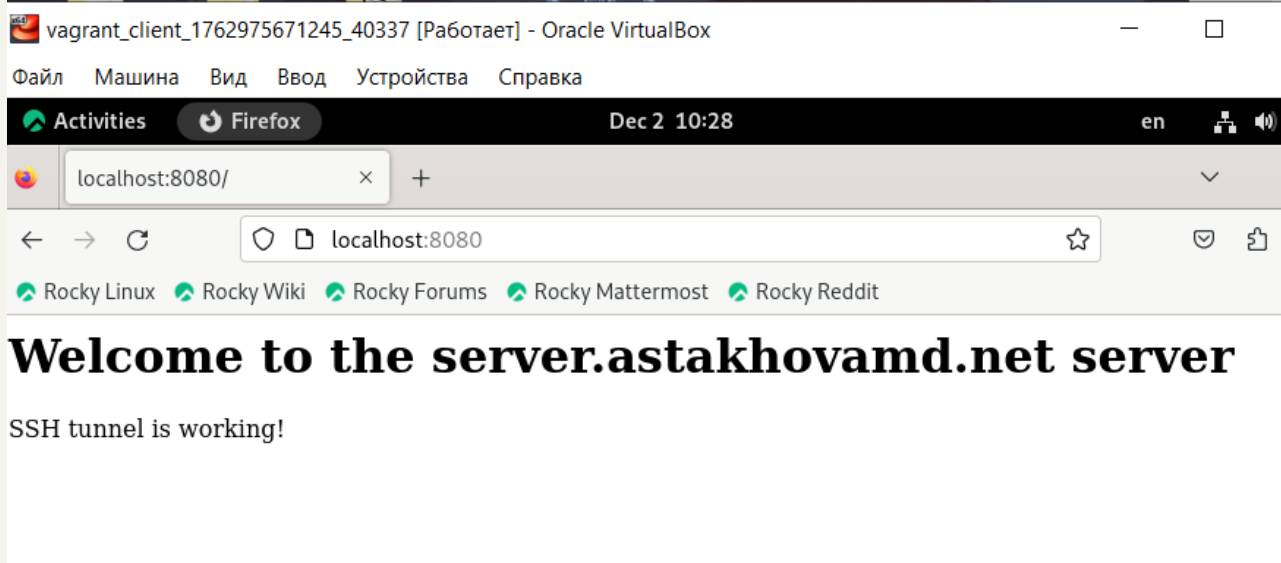 vagrant_client_1762975671245_40337 [Работает] - Oracle VirtualBox
Файл Машина Вид Ввод Устройства Справка
Activities Firefox Dec 2 10:28 en
localhost:8080/
localhost:8080
Rocky Linux Rocky Wiki Rocky Forums Rocky Mattermost Rocky Reddit
Welcome to the server.astakhovamd.net server
SSH tunnel is working!